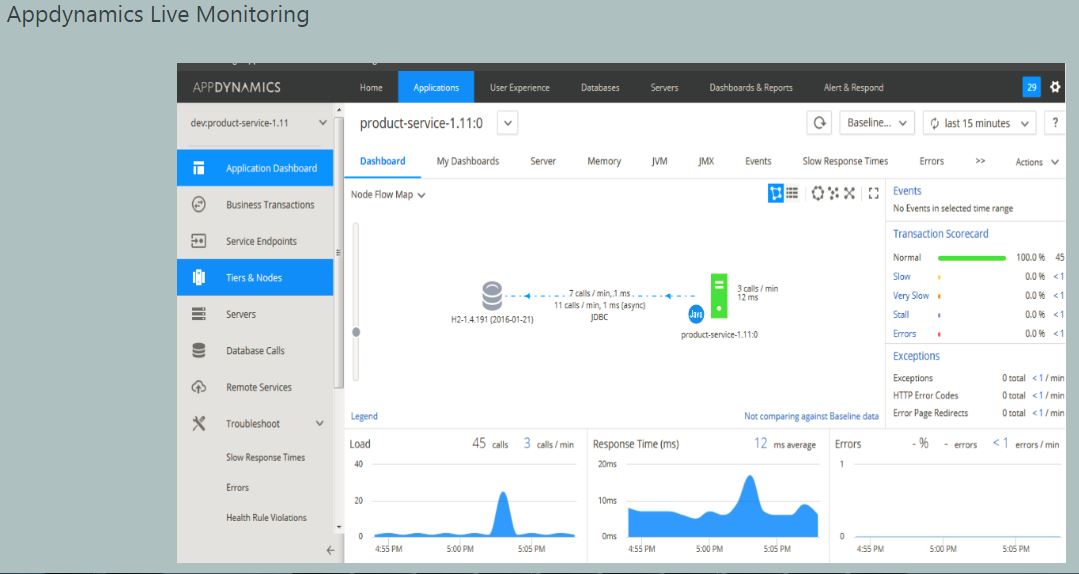 Appdynamics Live Monitoring
APPDYNAMICS
Home Applications User Experience Databases Servers Dashboards & Reports Alert & Respond 29
dev:product-service-1.11
Application Dashboard
Business Transactions
Service Endpoints
Tiers & Nodes
Servers
Database Calls
Remote Services
Troubleshoot
Slow Response Times
Errors
Health Rule Violations
product-service-1.11:0
Baseline... last 15 minutes ?
Dashboard My Dashboards Server Memory JVM JMX Events Slow Response Times Errors >> Actions
Node Flow Map
H2-1.4.191 (2016-01-21)
7 calls / min, 1 ms
11 calls / min, 1 ms (async)
JDBC
Java
3 calls / min
12 ms
product-service-1.11:0
Legend
Not comparing against Baseline data
Events
No Events in selected time range
Transaction Scorecard
Normal 100.0 % 45
Slow 0.0 % < 1
Very Slow 0.0 % < 1
Stall 0.0 % < 1
Errors 0.0 % < 1
Exceptions
Exceptions 0 total < 1 / min
HTTP Error Codes 0 total < 1 / min
Error Page Redirects 0 total < 1 / min
Load 45 calls 3 calls / min
40
20
0
4:55 PM 5:00 PM 5:05 PM
Response Time (ms) 12 ms average
20ms
10ms
0ms
4:55 PM 5:00 PM 5:05 PM
Errors - % - errors < 1 errors / min
1
0
4:55 PM 5:00 PM 5:05 PM